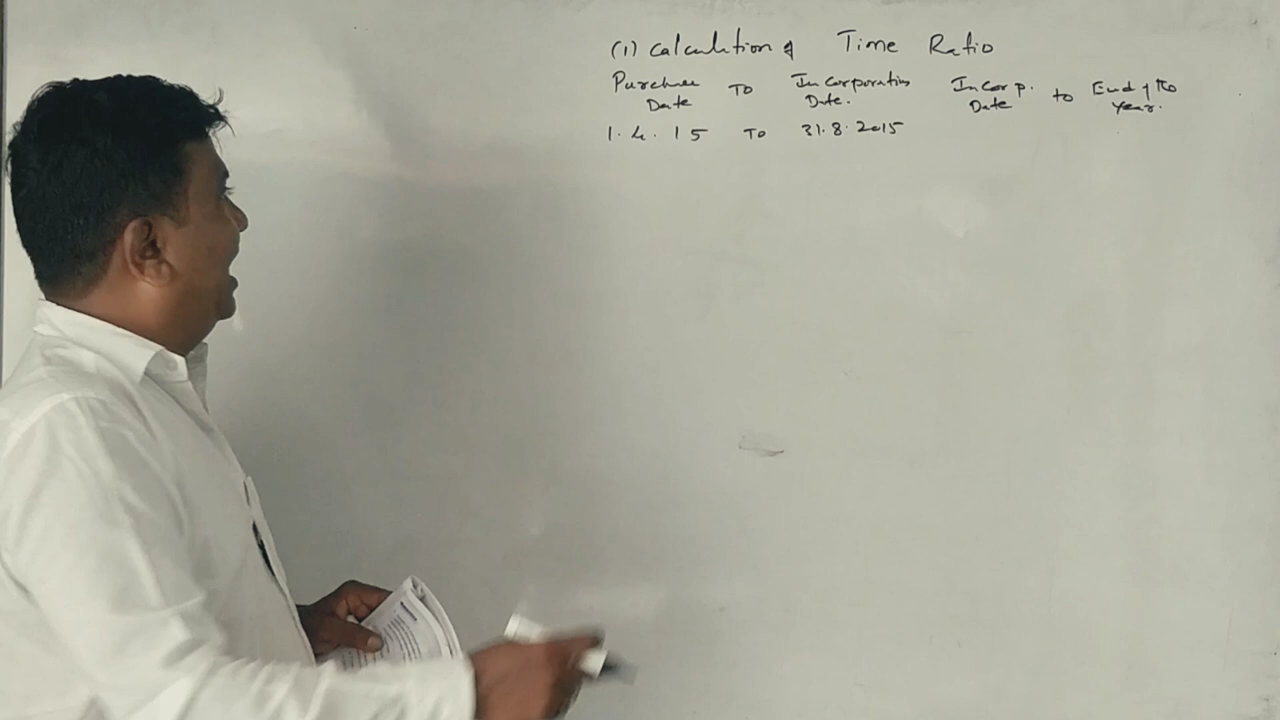 (1) Calculation of Time Ratio
Purchase Date To Incorporation Date. Incorp. Date to End of the Year.
1.4.15 To 31.8.2015